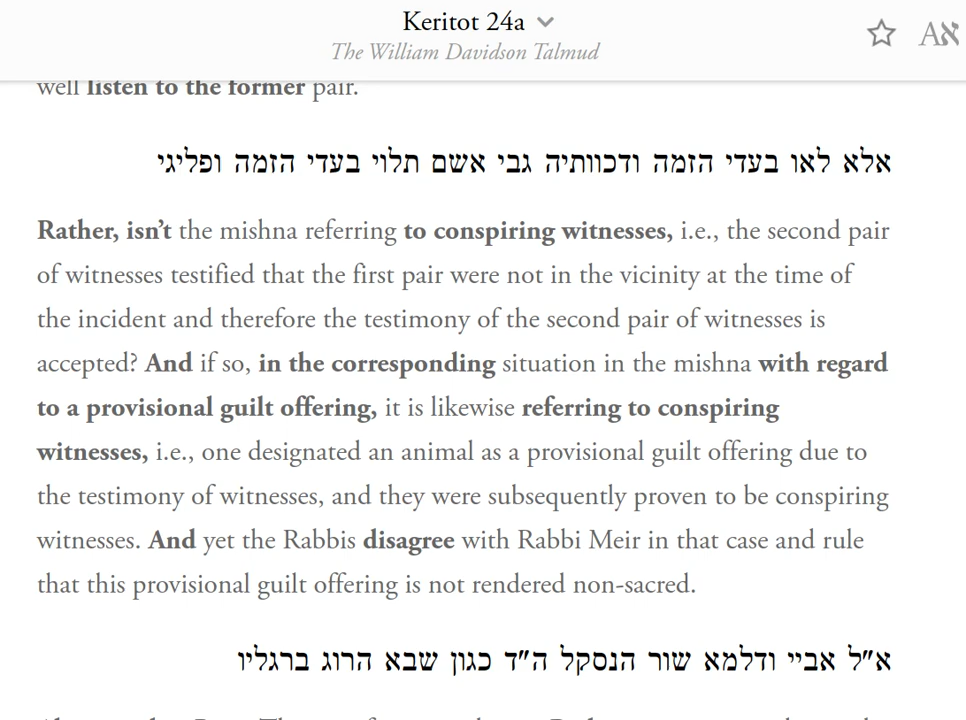 Keritot 24a
The William Davidson Talmud
Aא
well listen to the former pair.
אלא לאו בעדי הזמה ודכוותיה גבי אשם תלוי בעדי הזמה ופליגי
Rather, isn’t the mishna referring to conspiring witnesses, i.e., the second pair
of witnesses testified that the first pair were not in the vicinity at the time of
the incident and therefore the testimony of the second pair of witnesses is
accepted? And if so, in the corresponding situation in the mishna with regard
to a provisional guilt offering, it is likewise referring to conspiring
witnesses, i.e., one designated an animal as a provisional guilt offering due to
the testimony of witnesses, and they were subsequently proven to be conspiring
witnesses. And yet the Rabbis disagree with Rabbi Meir in that case and rule
that this provisional guilt offering is not rendered non-sacred.
א"ל אביי ודלמא שור הנסקל ה"ד כגון שבא הרוג ברגליו